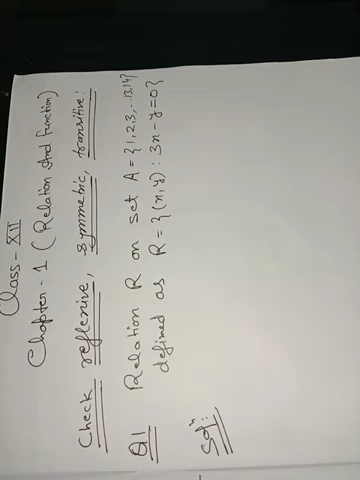 Class - XII
Chapter - 1 ( Relation And function)
Check reflexive, symmetric, transitive:
Q1 Relation R on set A = {1,2,3,...13,14}
defined as R = {(x,y) : 3x - y = 0}
Solⁿ: